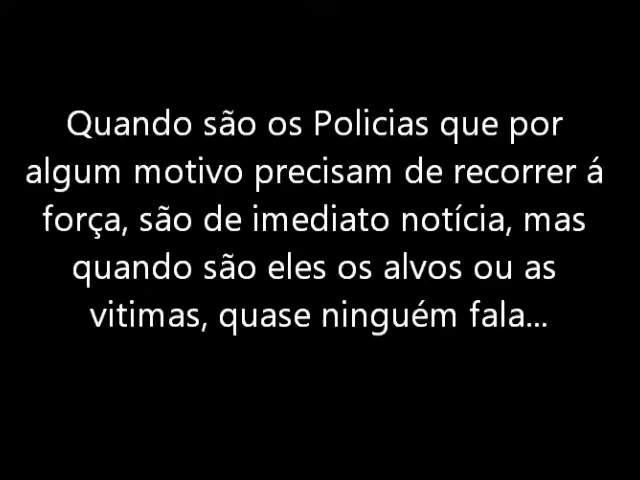 Quando são os Policias que por
algum motivo precisam de recorrer á
força, são de imediato notícia, mas
quando são eles os alvos ou as
vitimas, quase ninguém fala...